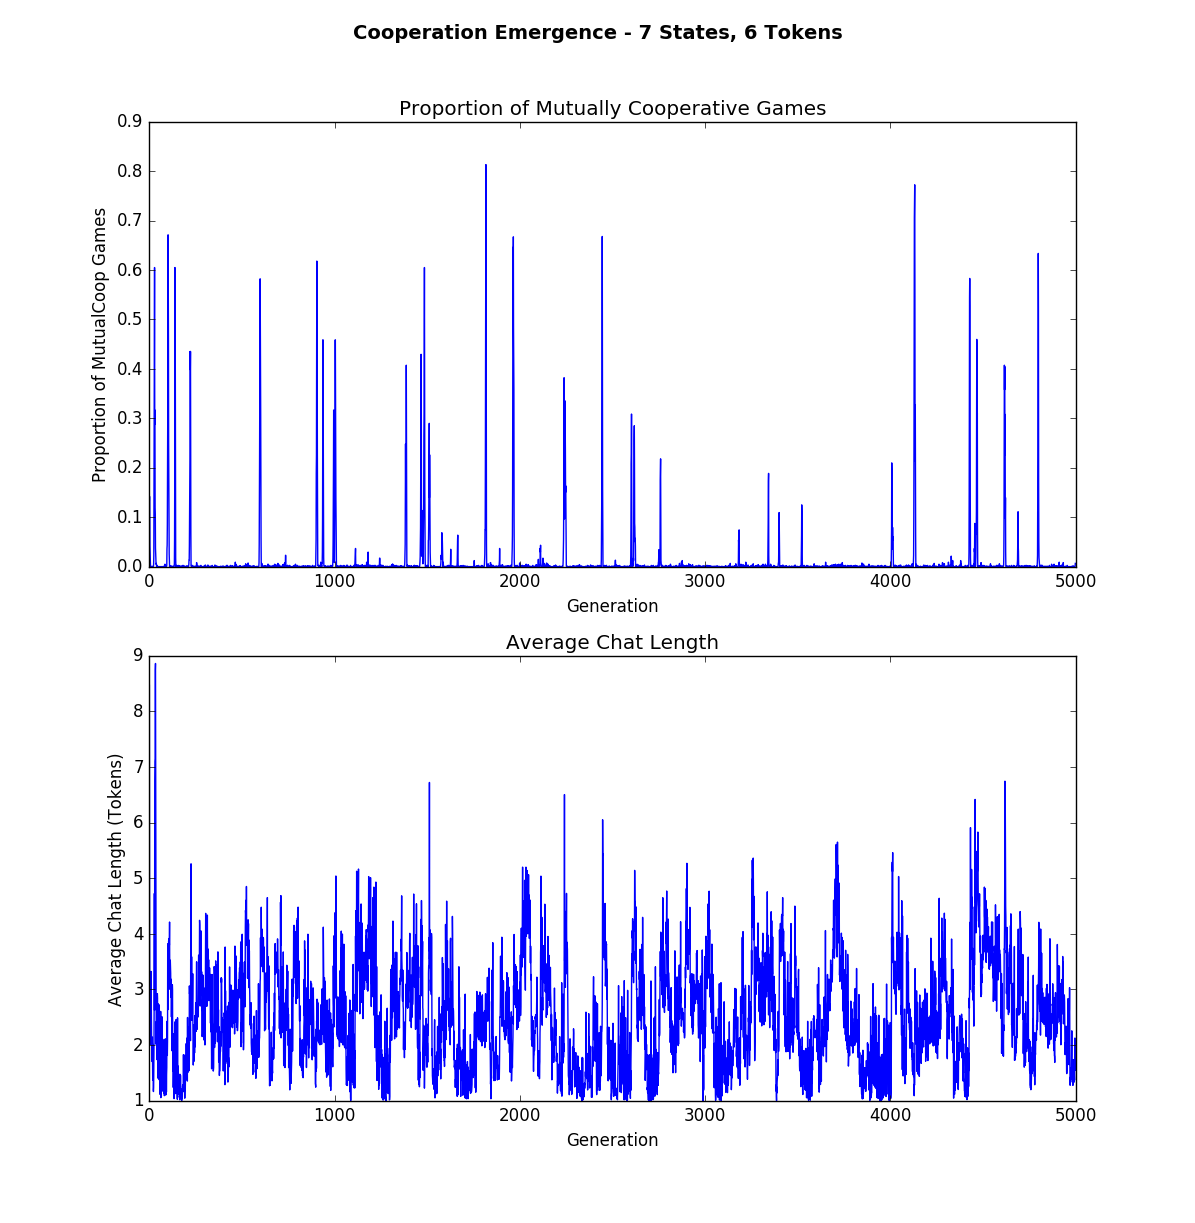 Cooperation Emergence - 7 States, 6 Tokens
Proportion of Mutually Cooperative Games
0.9
0.8
0.7
0.6
0.5
0.4
0.3
0.2
0.1
0.0
Proportion of MutualCoop Games
0 1000 2000 3000 4000 5000
Generation
Average Chat Length
9
8
7
6
5
4
3
2
1
Average Chat Length (Tokens)
0 1000 2000 3000 4000 5000
Generation